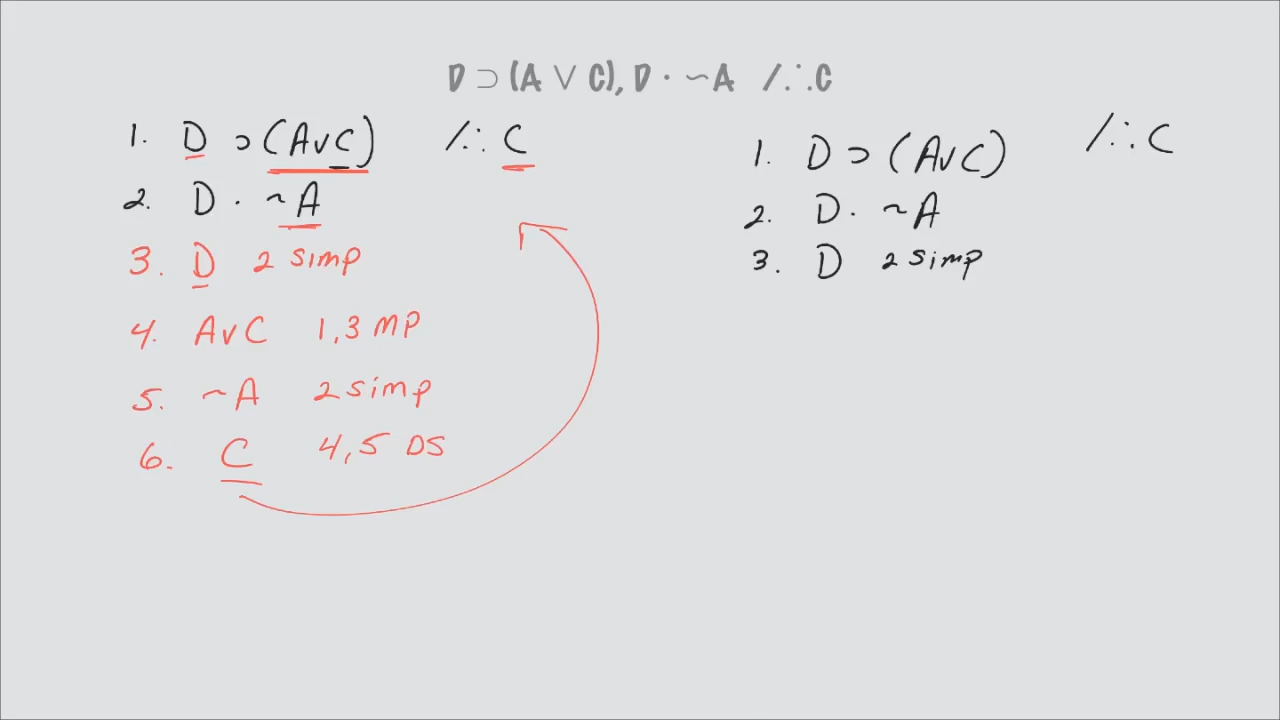 D ⊃ (A ∨ C), D · ~A /∴C
1. D ⊃ (A v C) /∴ C
2. D · ~A
3. D 2 simp
4. A v C 1,3 MP
5. ~A 2 simp
6. C 4,5 DS
1. D ⊃ (A v C) /∴ C
2. D · ~A
3. D 2 simp